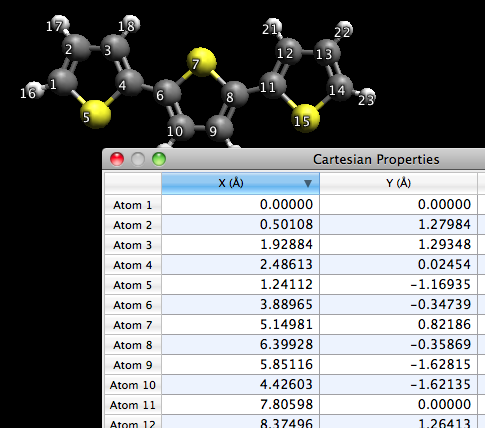 17 18 21 22
2 3 12 13
7
1 4 6 8 11 14
16 23
5 15
10 9
Cartesian Properties
X (Å) Y (Å)
Atom 1 0.00000 0.00000
Atom 2 0.50108 1.27984
Atom 3 1.92884 1.29348
Atom 4 2.48613 0.02454
Atom 5 1.24112 -1.16935
Atom 6 3.88965 -0.34739
Atom 7 5.14981 0.82186
Atom 8 6.39928 -0.35869
Atom 9 5.85116 -1.62815
Atom 10 4.42603 -1.62135
Atom 11 7.80598 0.00000
Atom 12 8.37496 1.26413